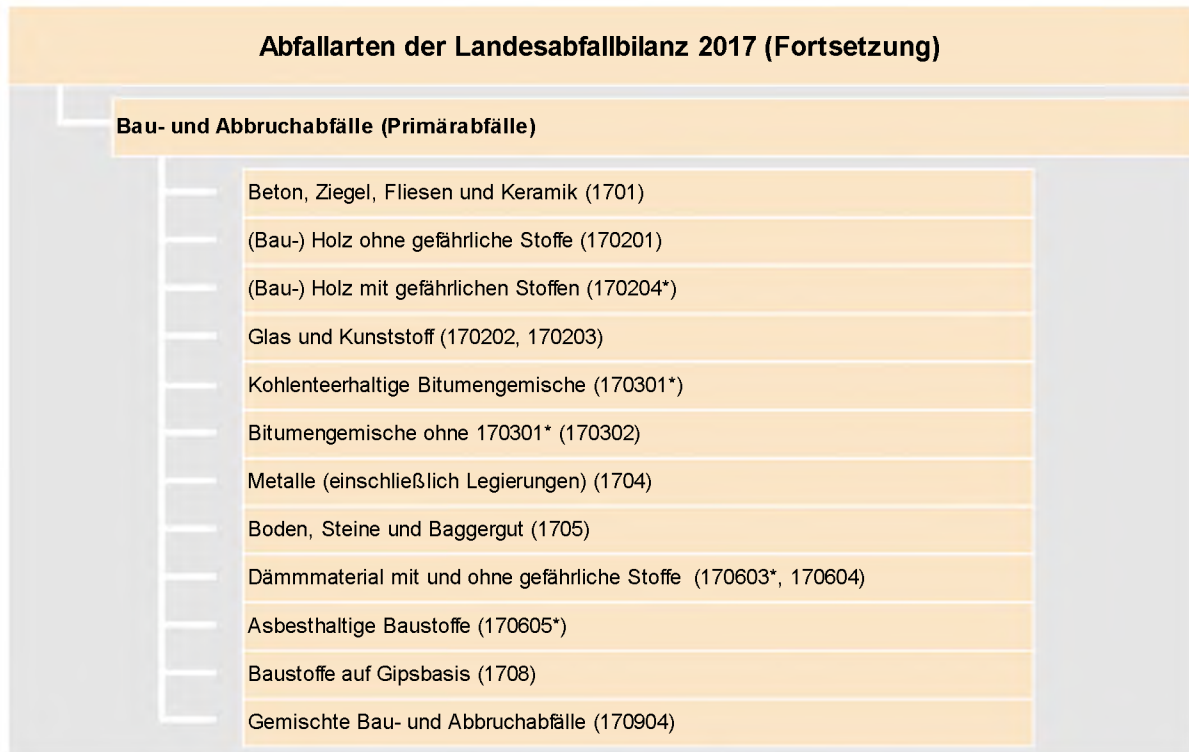 Abfallarten der Landesabfallbilanz 2017 (Fortsetzung)
Bau- und Abbruchabfälle (Primärabfälle)
Beton, Ziegel, Fliesen und Keramik (1701)
(Bau-) Holz ohne gefährliche Stoffe (170201)
(Bau-) Holz mit gefährlichen Stoffen (170204*)
Glas und Kunststoff (170202, 170203)
Kohlenteerhaltige Bitumengemische (170301*)
Bitumengemische ohne 170301* (170302)
Metalle (einschließlich Legierungen) (1704)
Boden, Steine und Baggergut (1705)
Dämmmaterial mit und ohne gefährliche Stoffe (170603*, 170604)
Asbesthaltige Baustoffe (170605*)
Baustoffe auf Gipsbasis (1708)
Gemischte Bau- und Abbruchabfälle (170904)